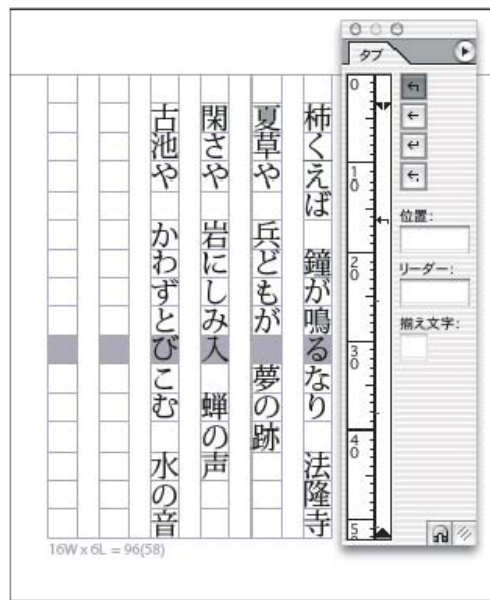 柿くえば　鐘が鳴るなり　法隆寺
夏草や　兵どもが　夢の跡
閑さや　岩にしみ入　蝉の声
古池や　かわずとびこむ　水の音
16W x 6L = 96(58)
タブ
0
10
20
30
40
5
位置:
リーダー:
揃え文字: